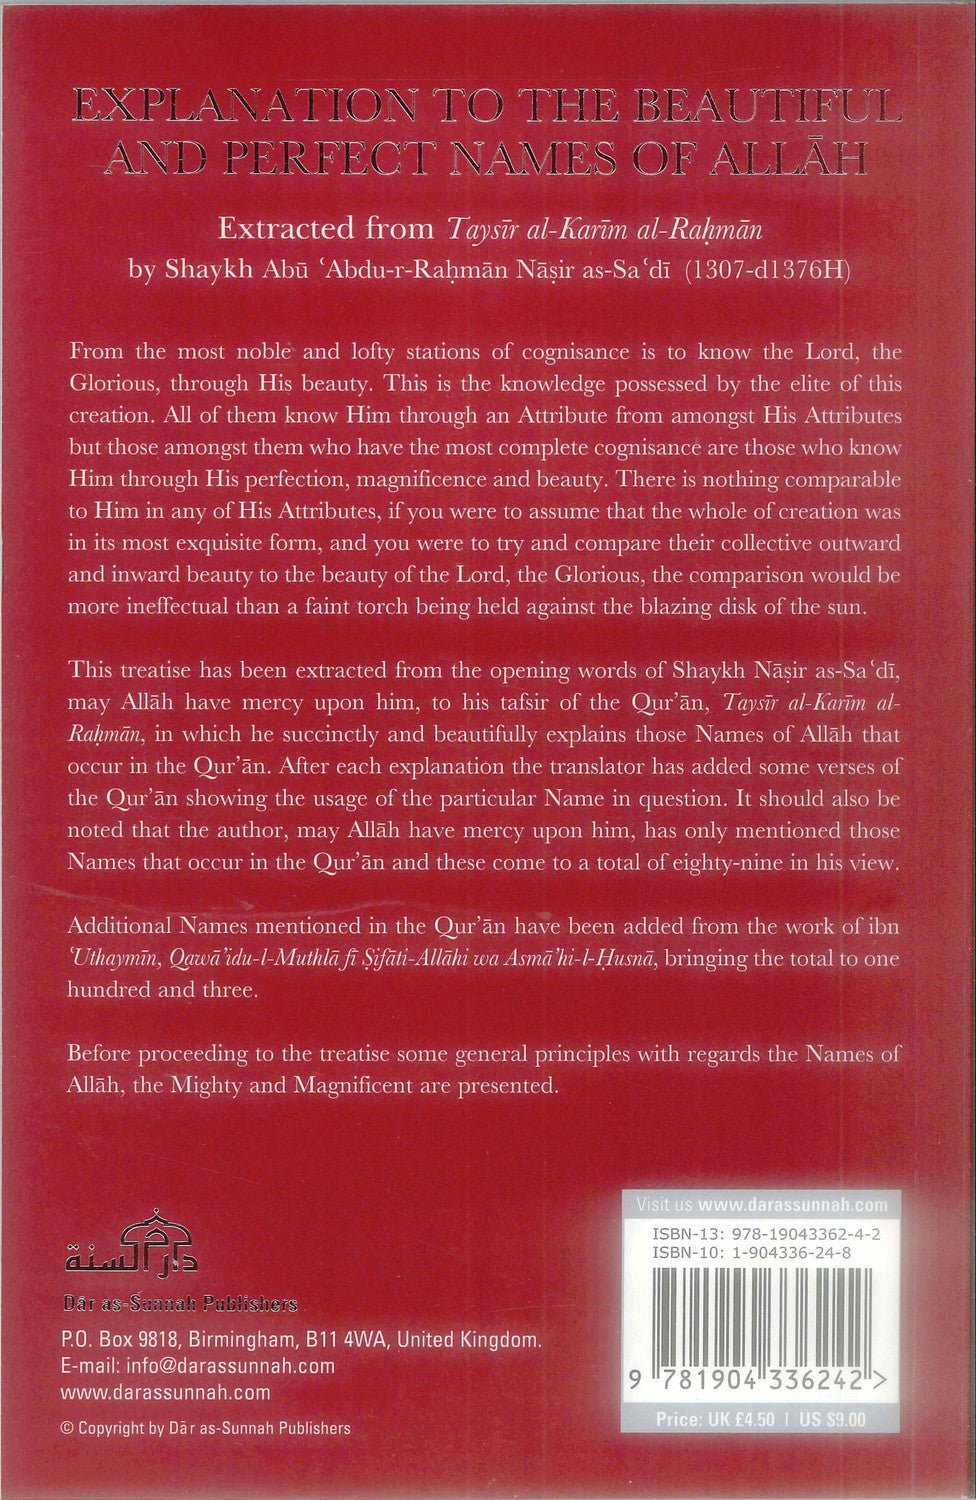 EXPLANATION TO THE BEAUTIFUL
AND PERFECT NAMES OF ALLĀH
Extracted from Taysīr al-Karīm al-Raḥmān
by Shaykh Abū ʿAbdu-r-Raḥmān Nāṣir as-Saʿdī (1307-d1376H)
From the most noble and lofty stations of cognisance is to know the Lord, the
Glorious, through His beauty. This is the knowledge possessed by the elite of this
creation. All of them know Him through an Attribute from amongst His Attributes
but those amongst them who have the most complete cognisance are those who know
Him through His perfection, magnificence and beauty. There is nothing comparable
to Him in any of His Attributes, if you were to assume that the whole of creation was
in its most exquisite form, and you were to try and compare their collective outward
and inward beauty to the beauty of the Lord, the Glorious, the comparison would be
more ineffectual than a faint torch being held against the blazing disk of the sun.
This treatise has been extracted from the opening words of Shaykh Nāṣir as-Saʿdī,
may Allāh have mercy upon him, to his tafsir of the Qur'ān, Taysīr al-Karīm al-
Raḥmān, in which he succinctly and beautifully explains those Names of Allāh that
occur in the Qur'ān. After each explanation the translator has added some verses of
the Qur'ān showing the usage of the particular Name in question. It should also be
noted that the author, may Allāh have mercy upon him, has only mentioned those
Names that occur in the Qur'ān and these come to a total of eighty-nine in his view.
Additional Names mentioned in the Qur'ān have been added from the work of ibn
ʿUthaymīn, Qawā'idu-l-Muthlā fī Ṣifāti-Allāhi wa Asmā'hi-l-Ḥusnā, bringing the total to one
hundred and three.
Before proceeding to the treatise some general principles with regards the Names of
Allāh, the Mighty and Magnificent are presented.
دار السنة
Dār as-Sunnah Publishers
P.O. Box 9818, Birmingham, B11 4WA, United Kingdom.
E-mail: info@darassunnah.com
www.darassunnah.com
© Copyright by Dār as-Sunnah Publishers
Visit us www.darassunnah.com
ISBN-13: 978-19043362-4-2
ISBN-10: 1-904336-24-8
9 781904 336242 >
Price: UK £4.50 | US $9.00